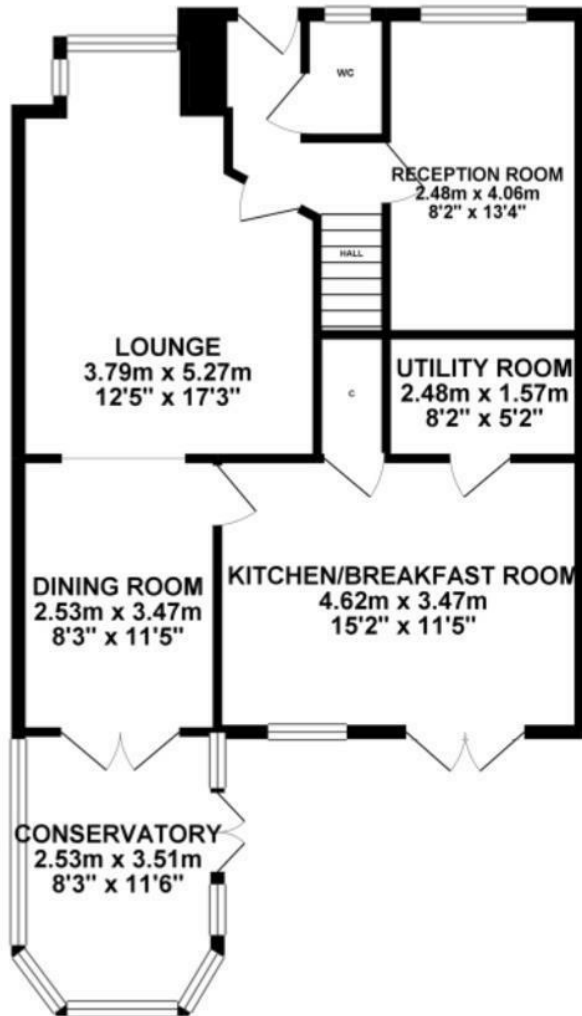 WC
RECEPTION ROOM
2.48m x 4.06m
8'2" x 13'4"
HALL
LOUNGE
3.79m x 5.27m
12'5" x 17'3"
UTILITY ROOM
2.48m x 1.57m
8'2" x 5'2"
C
DINING ROOM
2.53m x 3.47m
8'3" x 11'5"
KITCHEN/BREAKFAST ROOM
4.62m x 3.47m
15'2" x 11'5"
CONSERVATORY
2.53m x 3.51m
8'3" x 11'6"